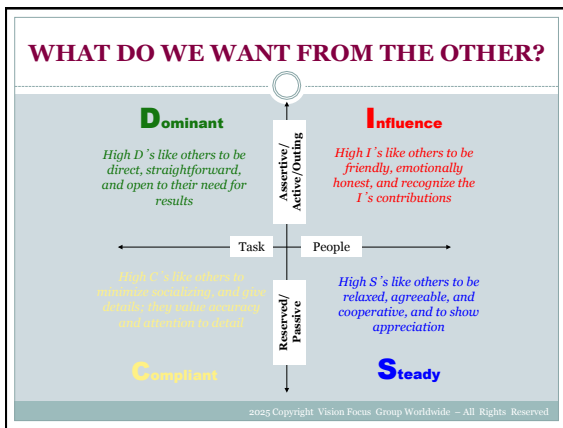 WHAT DO WE WANT FROM THE OTHER?
Dominant
High D´s like others to be
direct, straightforward,
and open to their need for
results
Assertive/
Active/Outing
Influence
High I´s like others to be
friendly, emotionally
honest, and recognize the
I´s contributions
Task
People
High C´s like others to
minimize socializing, and give
details; they value accuracy
and attention to detail
Compliant
Reserved/
Passive
High S´s like others to be
relaxed, agreeable, and
cooperative, and to show
appreciation
Steady
2025 Copyright Vision Focus Group Worldwide – All Rights Reserved